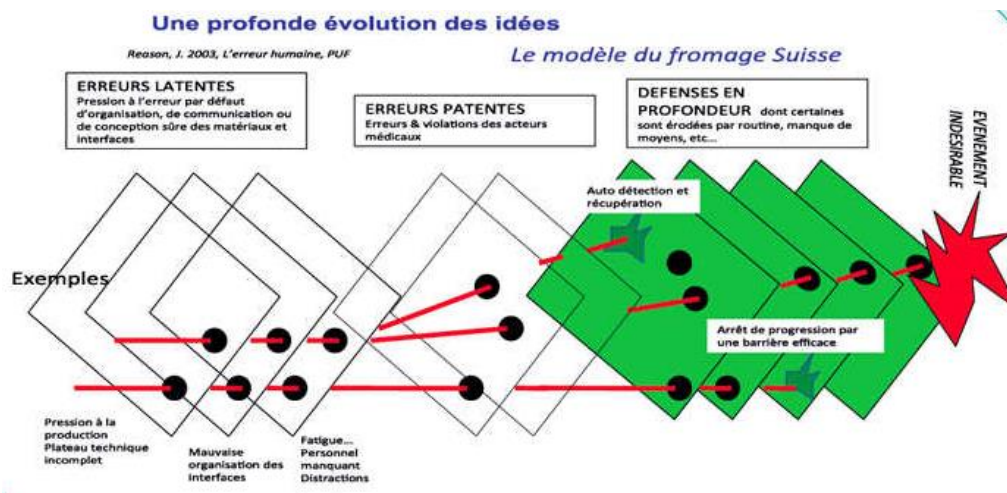 Une profonde évolution des idées
Reason, J. 2003, L'erreur humaine, PUF
Le modèle du fromage Suisse
ERREURS LATENTES
Pression à l'erreur par défaut
d'organisation, de communication ou
de conception sûre des matériaux et
interfaces
ERREURS PATENTES
Erreurs & violations des acteurs
médicaux
DEFENSES EN
PROFONDEUR dont certaines
sont érodées par routine, manque de
moyens, etc...
EVENEMENT
INDESIRABLE
Auto détection et
récupération
Exemples
Arrêt de progression par
une barrière efficace
Pression à la
production
Plateau technique
incomplet
Mauvaise
organisation des
interfaces
Fatigue...
Personnel
manquant
Distractions